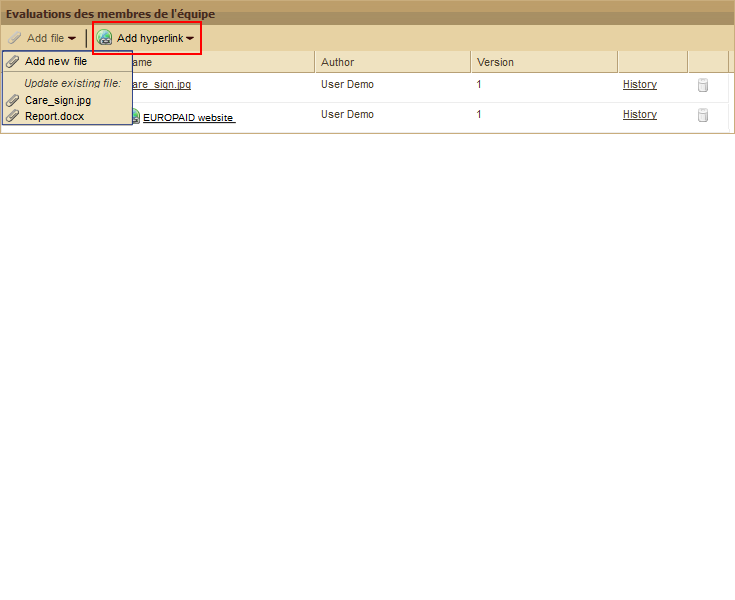 Evaluations des membres de l'équipe
Add file Add hyperlink
Add new file
Update existing file:
Care_sign.jpg
Report.docx
ame Author Version
are_sign.jpg User Demo 1 History
EUROPAID website User Demo 1 History